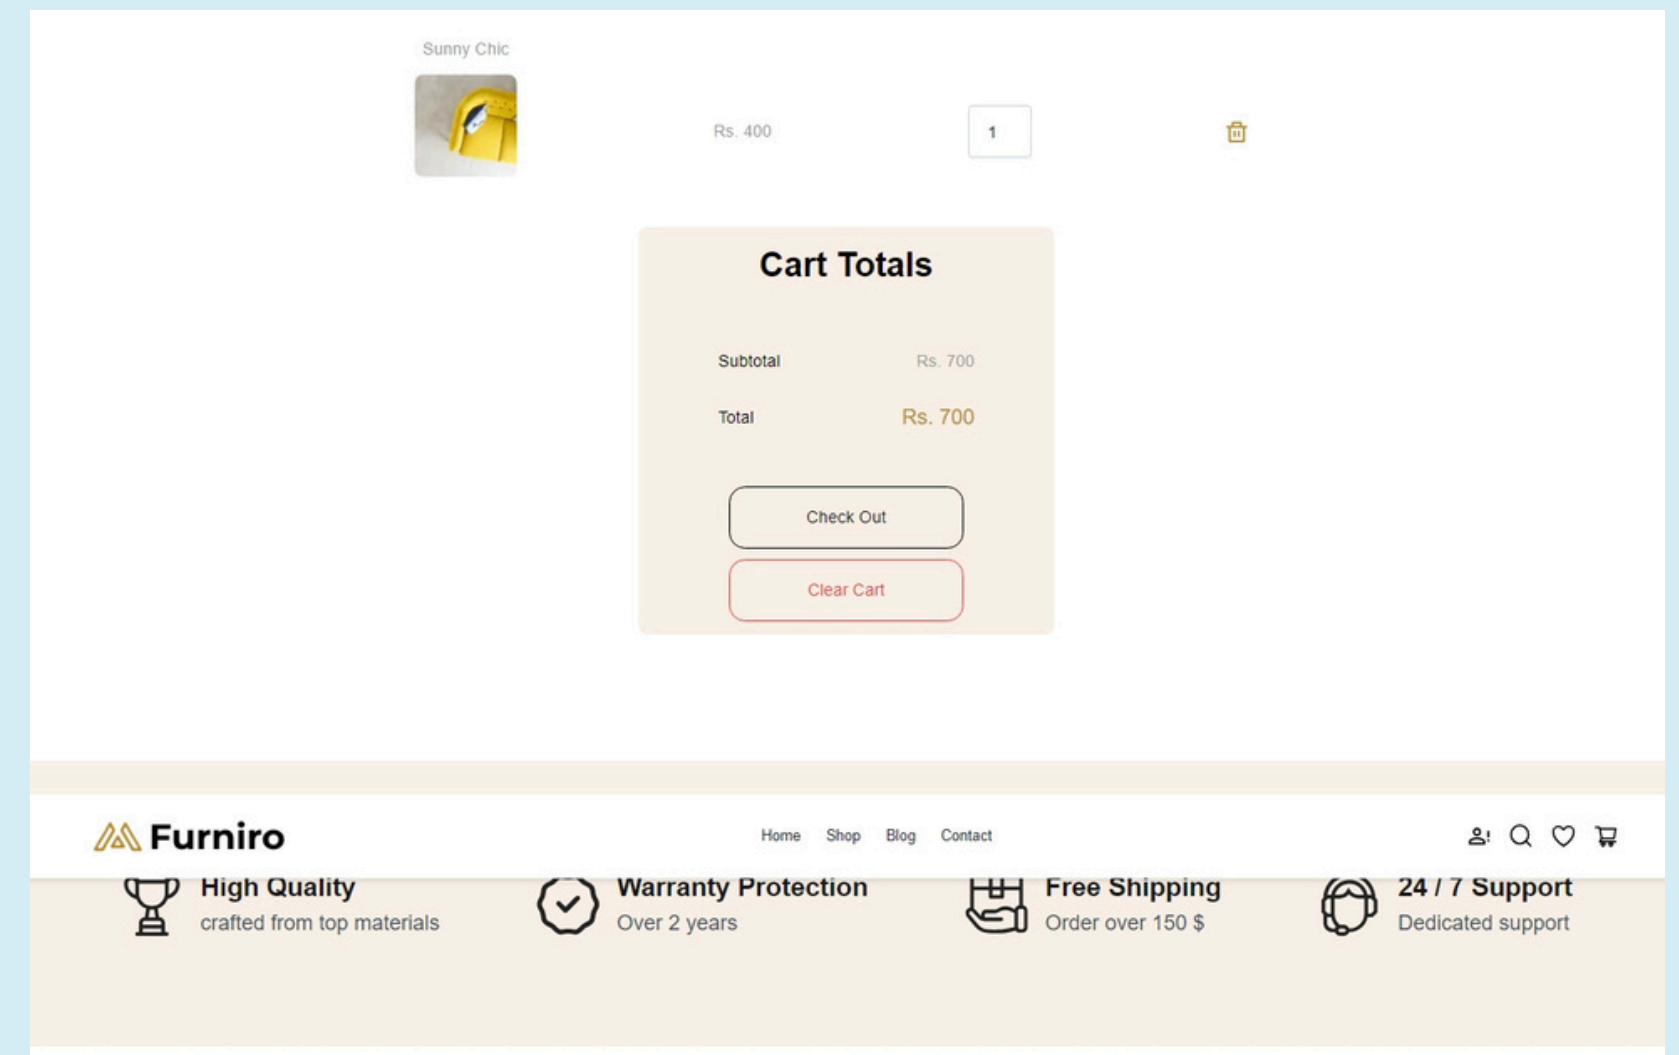 Sunny Chic
Rs. 400
1
Cart Totals
Subtotal Rs. 700
Total Rs. 700
Check Out
Clear Cart
Furniro Home Shop Blog Contact
High Quality Warranty Protection Free Shipping 24 / 7 Support
crafted from top materials Over 2 years Order over 150 $ Dedicated support